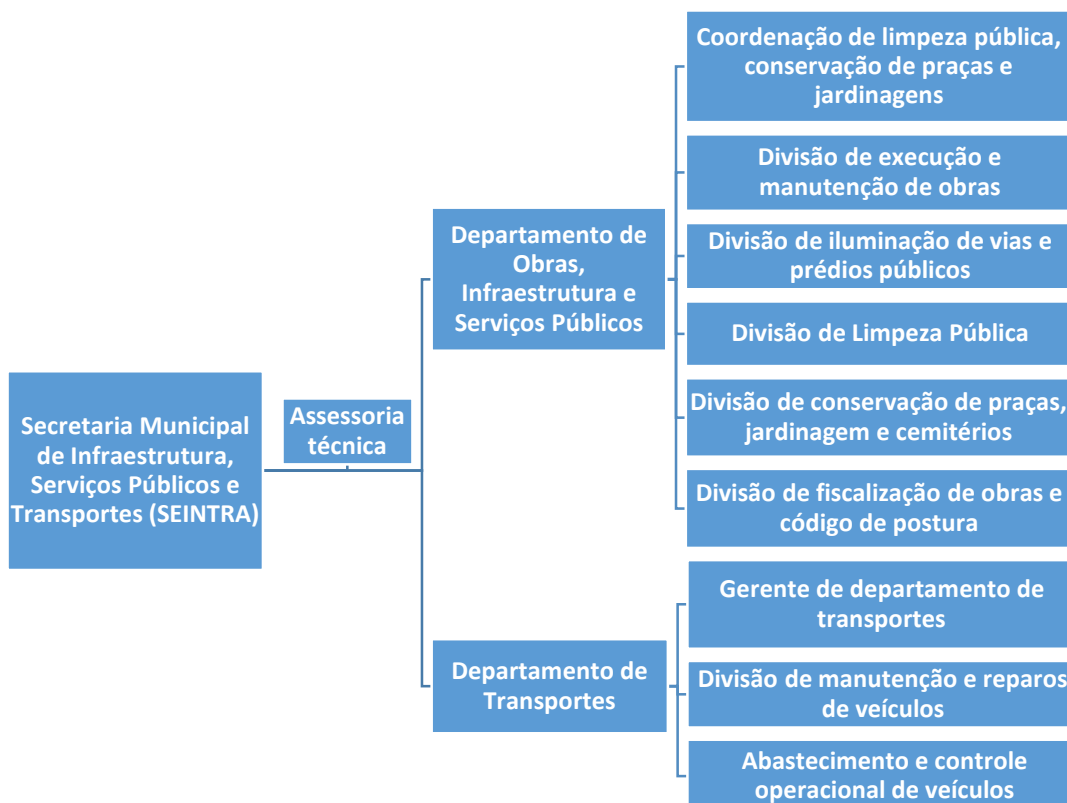 Secretaria Municipal
de Infraestrutura,
Serviços Públicos e
Transportes (SEINTRA)
Assessoria
técnica
Departamento de
Obras,
Infraestrutura e
Serviços Públicos
Coordenação de limpeza pública,
conservação de praças e
jardinagens
Divisão de execução e
manutenção de obras
Divisão de iluminação de vias e
prédios públicos
Divisão de Limpeza Pública
Divisão de conservação de praças,
jardinagem e cemitérios
Divisão de fiscalização de obras e
código de postura
Departamento de
Transportes
Gerente de departamento de
transportes
Divisão de manutenção e reparos
de veículos
Abastecimento e controle
operacional de veículos